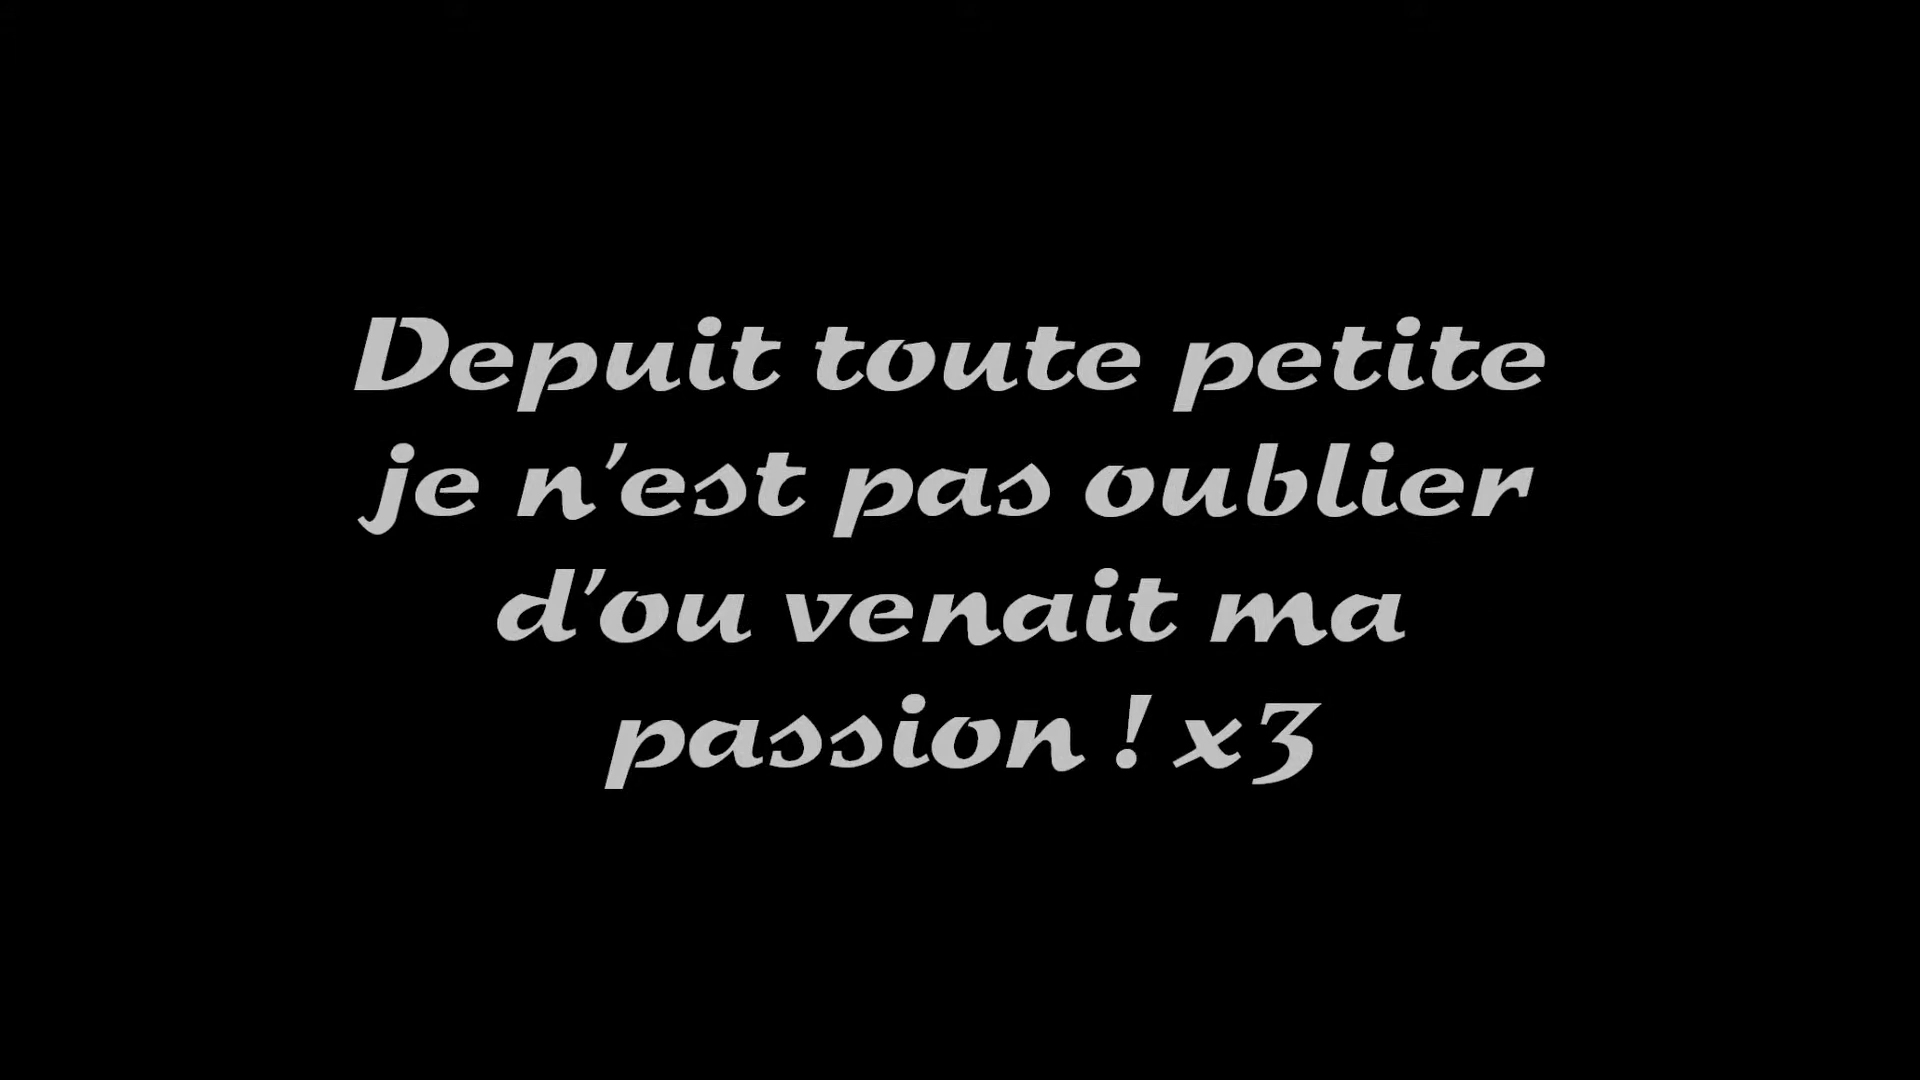 Depuit toute petite
je n'est pas oublier
d'ou venait ma
passion ! x3